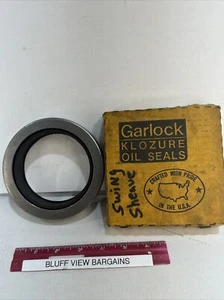 Garlock
KLOZURE
OIL SEALS
CRAFTED WITH PRIDE
IN THE U.S.A.
Swing
Sheave
BLUFF VIEW BARGAINS